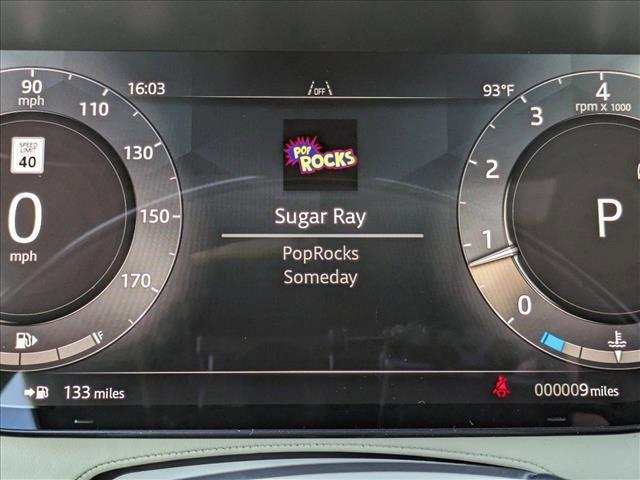 90
mph
110
130
150
170
SPEED
LIMIT
40
0
mph
F
16:03
OFF
93°F
POP
ROCKS
Sugar Ray
PopRocks
Someday
4
rpm x 1000
3
2
1
0
P
133 miles
000009 miles